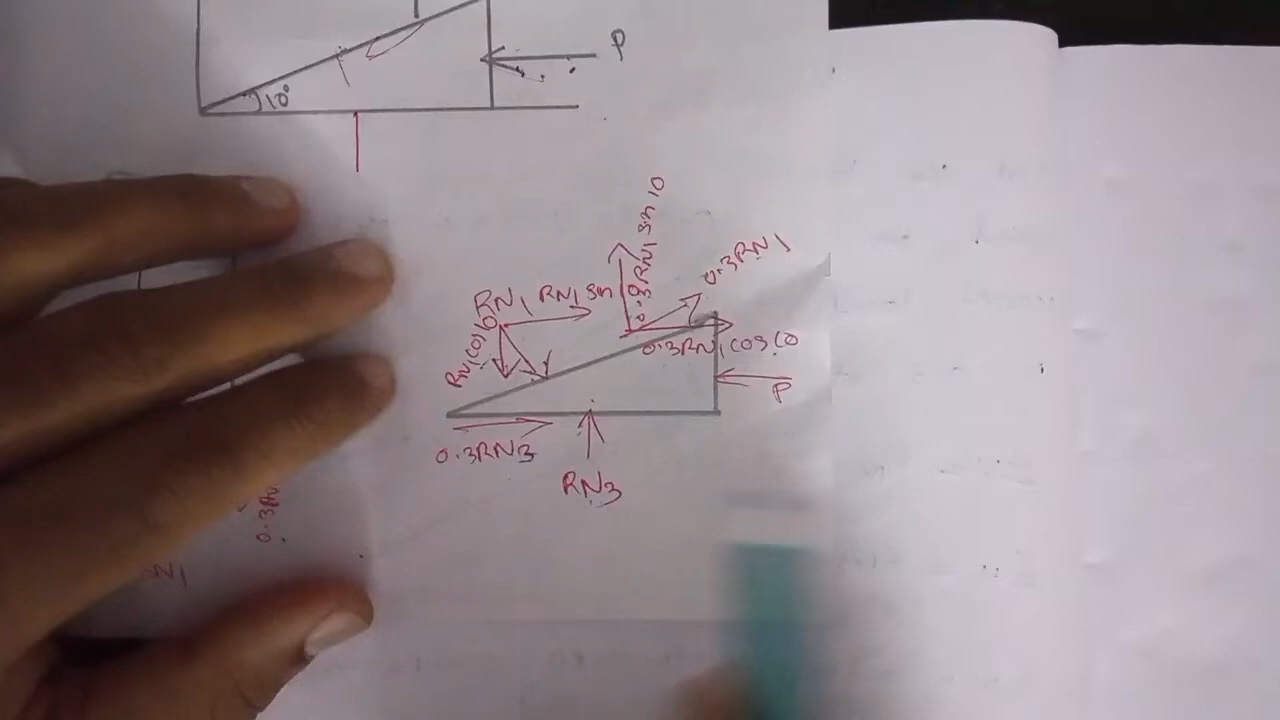 P
10°
0.3RN1 sin 10
0.3RN1
RN1
RN1 sin
RN1 cos 10
0.3RN1 cos 10
P
0.3RN3
RN3